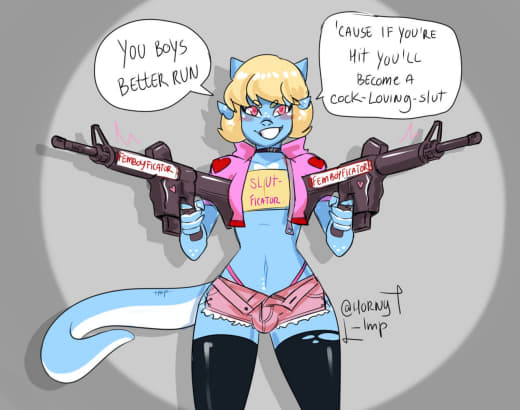 YOU BOYS
BETTER RUN
'CAUSE IF YOU'RE
HIT YOU'LL
BECOME A
COCK-LOVING-SLUT
FEMBOYFICATOR
FEMBOYFICATOR
SLUT-
FICATOR
imp
@HORNY
L-Imp